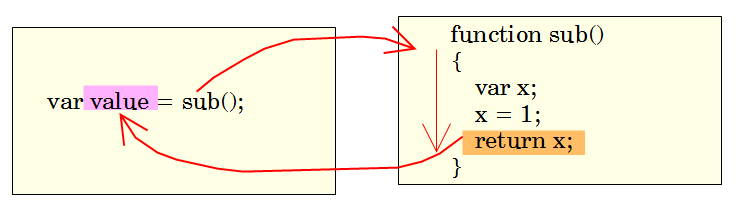 var value = sub();
function sub()
{
var x;
x = 1;
return x;
}